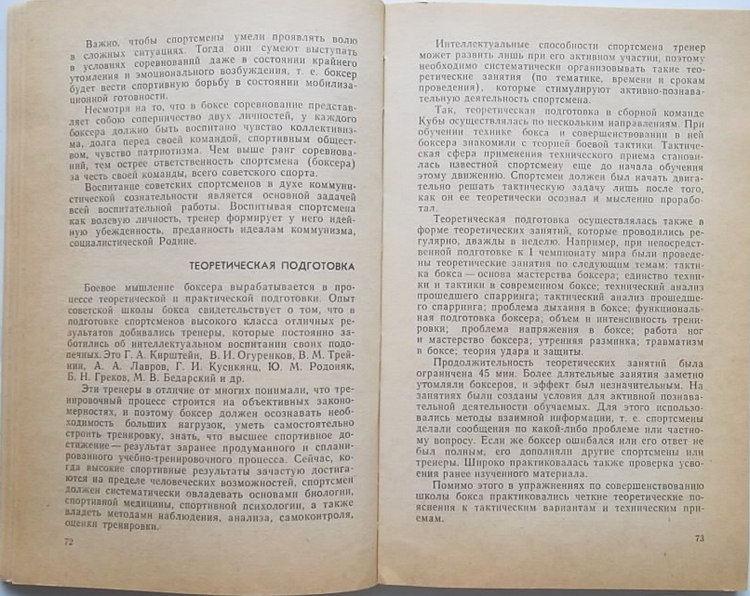 Важно, чтобы спортсмены умели проявлять волю
в сложных ситуациях. Тогда они сумеют выступать
в условиях соревнований даже в состоянии крайнего
утомления и эмоционального возбуждения, т. е. боксер
будет вести спортивную борьбу в состоянии мобилиза-
ционной готовности.
Несмотря на то, что в боксе соревнование представ-
ляет собою соперничество двух личностей, у каждого
боксера должно быть воспитано чувство коллективиз-
ма, долга перед своей командой, спортивным общест-
вом, чувство патриотизма. Чем выше ранг соревнова-
ний, тем острее ответственность спортсмена (боксера)
за честь своей команды, всего советского спорта.
Воспитание советских спортсменов в духе коммуни-
стической сознательности является основной задачей
всей воспитательной работы. Воспитывая спортсмена
как волевую личность, тренер формирует у него идей-
ную убежденность, преданность идеалам коммунизма,
социалистической Родине.
ТЕОРЕТИЧЕСКАЯ ПОДГОТОВКА
Боевое мышление боксера вырабатывается в про-
цессе теоретической и практической подготовки. Опыт
советской школы бокса свидетельствует о том, что в
подготовке спортсменов высокого класса отличных ре-
зультатов добивались тренеры, которые постоянно за-
ботились об интеллектуальном воспитании своих подо-
печных. Это Г. А. Кирштейн, В. И. Огуренков, В. М. Трей-
нин, А. А. Лавров, Г. И. Кусикянц, Ю. М. Родоняк,
Б. Н. Греков, М. В. Бедарский и др.
Эти тренеры в отличие от многих понимали, что тре-
нировочный процесс строится на объективных законо-
мерностях, и поэтому боксер должен осознавать необ-
ходимость больших нагрузок, уметь самостоятельно
строить тренировку, знать, что высшее спортивное до-
стижение — результат заранее продуманного и сплани-
рованного учебно-тренировочного процесса. Сейчас, ко-
гда высокие спортивные результаты зачастую достига-
ются на пределе человеческих возможностей, спортсмен
должен систематически овладевать основами биологии,
спортивной медицины, спортивной психологии, а также
владеть методами наблюдения, анализа, самоконтроля,
оценки тренировки.
72
Интеллектуальные способности спортсмена тренер
может развить лишь при его активном участии, поэтому
необходимо систематически организовывать такие тео-
ретические занятия (по тематике, времени и срокам
проведения), которые стимулируют активно-познава-
тельную деятельность спортсмена.
Так, теоретическая подготовка в сборной команде
Кубы осуществлялась по нескольким направлениям. При
обучении технике бокса и совершенствовании в ней
боксера знакомили с теорией боевой тактики. Тактиче-
ская сфера применения технического приема станови-
лась известной спортсмену еще до начала обучения
этому движению. Спортсмен должен был начать двига-
тельно решать тактическую задачу лишь после того,
как он ее теоретически осознал и мысленно прорабо-
тал.
Теоретическая подготовка осуществлялась также в
форме теоретических занятий, которые проводились ре-
гулярно, дважды в неделю. Например, при непосредст-
венной подготовке к I чемпионату мира были проведе-
ны теоретические занятия по следующим темам: такти-
ка бокса — основа мастерства боксера; единство техни-
ки и тактики в современном боксе; технический анализ
прошедшего спарринга; тактический анализ прошедше-
го спарринга; проблема дыхания в боксе; функциональ-
ная подготовка боксера, объем и интенсивность трени-
ровки; проблема напряжения в боксе; работа ног
и мастерство боксера; утренняя разминка; травматизм
в боксе; теория удара и защиты.
Продолжительность теоретических занятий была
ограничена 45 мин. Более длительные занятия заметно
утомляли боксеров, и эффект был незначительным. На
занятиях были созданы условия для активной познава-
тельной деятельности обучаемых. Для этого использо-
вались методы взаимной информации, т. е. спортсмены
делали сообщения по какой-либо проблеме или частно-
му вопросу. Если же боксер ошибался или его ответ не
был полным, его дополняли другие спортсмены или
тренеры. Широко практиковалась также проверка усво-
ения ранее изученного материала.
Помимо этого в упражнениях по совершенствованию
школы бокса практиковались четкие теоретические по-
яснения к тактическим вариантам и техническим при-
емам.
73